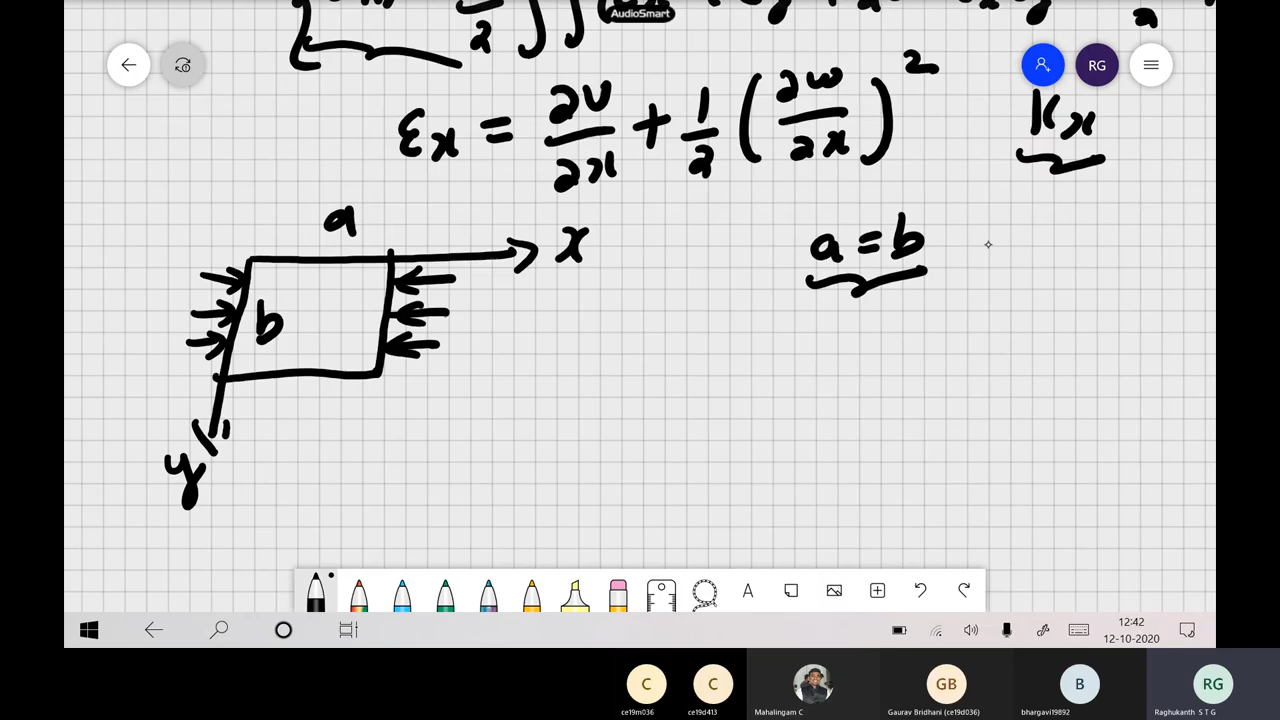 AudioSmart
2
RG
εx = ∂u/∂x + 1/2 (∂w/∂x)^2
Kx
a
x
a = b
b
y
A
12:42
12-10-2020
C
C
GB
B
RG
ce19m036
ce19d413
Mahalingam C
Gaurav Bridhani (ce19d036)
bhargavi19892
Raghukanth S T G